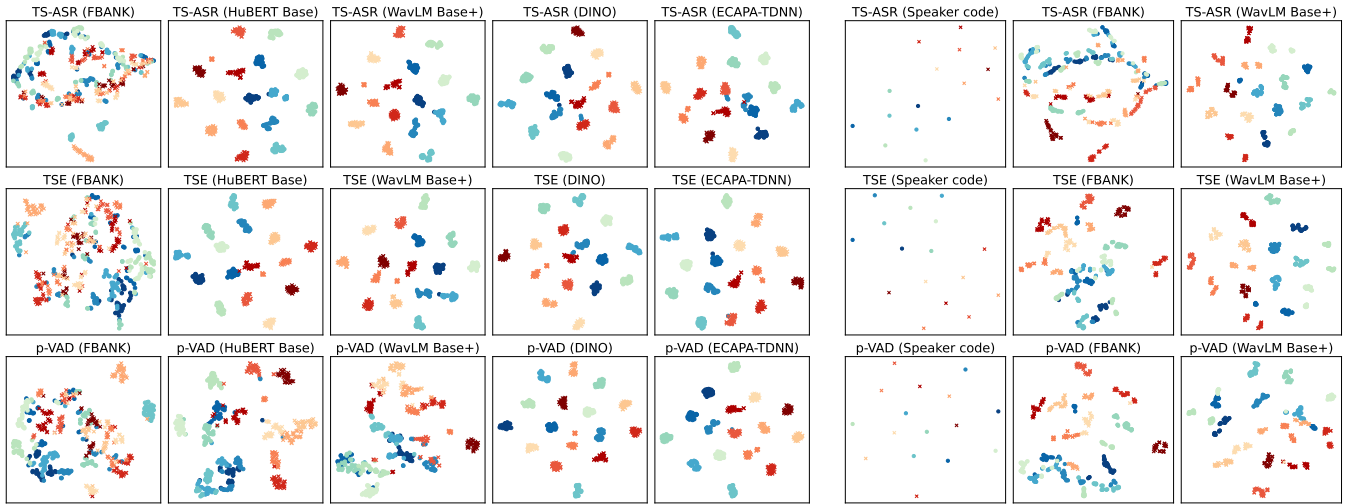 TS-ASR (FBANK) TS-ASR (HuBERT Base) TS-ASR (WavLM Base+) TS-ASR (DINO) TS-ASR (ECAPA-TDNN) TS-ASR (Speaker code) TS-ASR (FBANK) TS-ASR (WavLM Base+)
TSE (FBANK) TSE (HuBERT Base) TSE (WavLM Base+) TSE (DINO) TSE (ECAPA-TDNN) TSE (Speaker code) TSE (FBANK) TSE (WavLM Base+)
p-VAD (FBANK) p-VAD (HuBERT Base) p-VAD (WavLM Base+) p-VAD (DINO) p-VAD (ECAPA-TDNN) p-VAD (Speaker code) p-VAD (FBANK) p-VAD (WavLM Base+)